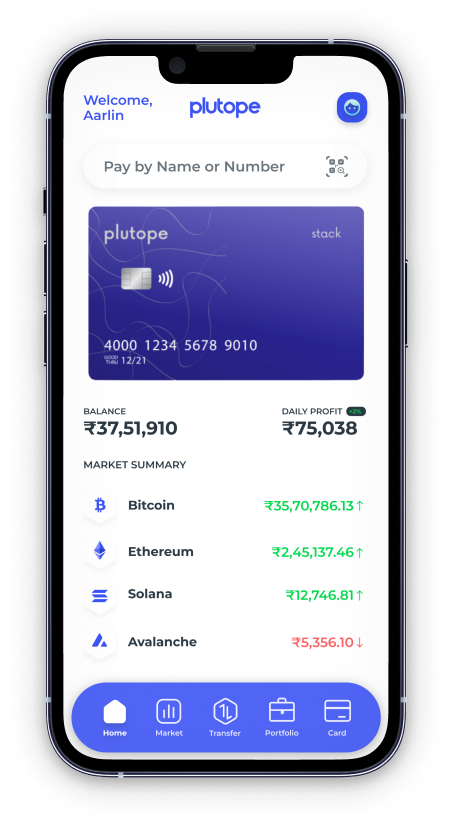 Welcome,
Aarlin
plutope
Pay by Name or Number
plutope
stack
4000 1234 5678 9010
GOOD
THRU 12/21
BALANCE
₹37,51,910
DAILY PROFIT +2%
₹75,038
MARKET SUMMARY
Bitcoin ₹35,70,786.13↑
Ethereum ₹2,45,137.46↑
Solana ₹12,746.81↑
Avalanche ₹5,356.10↓
Home Market Transfer Portfolio Card